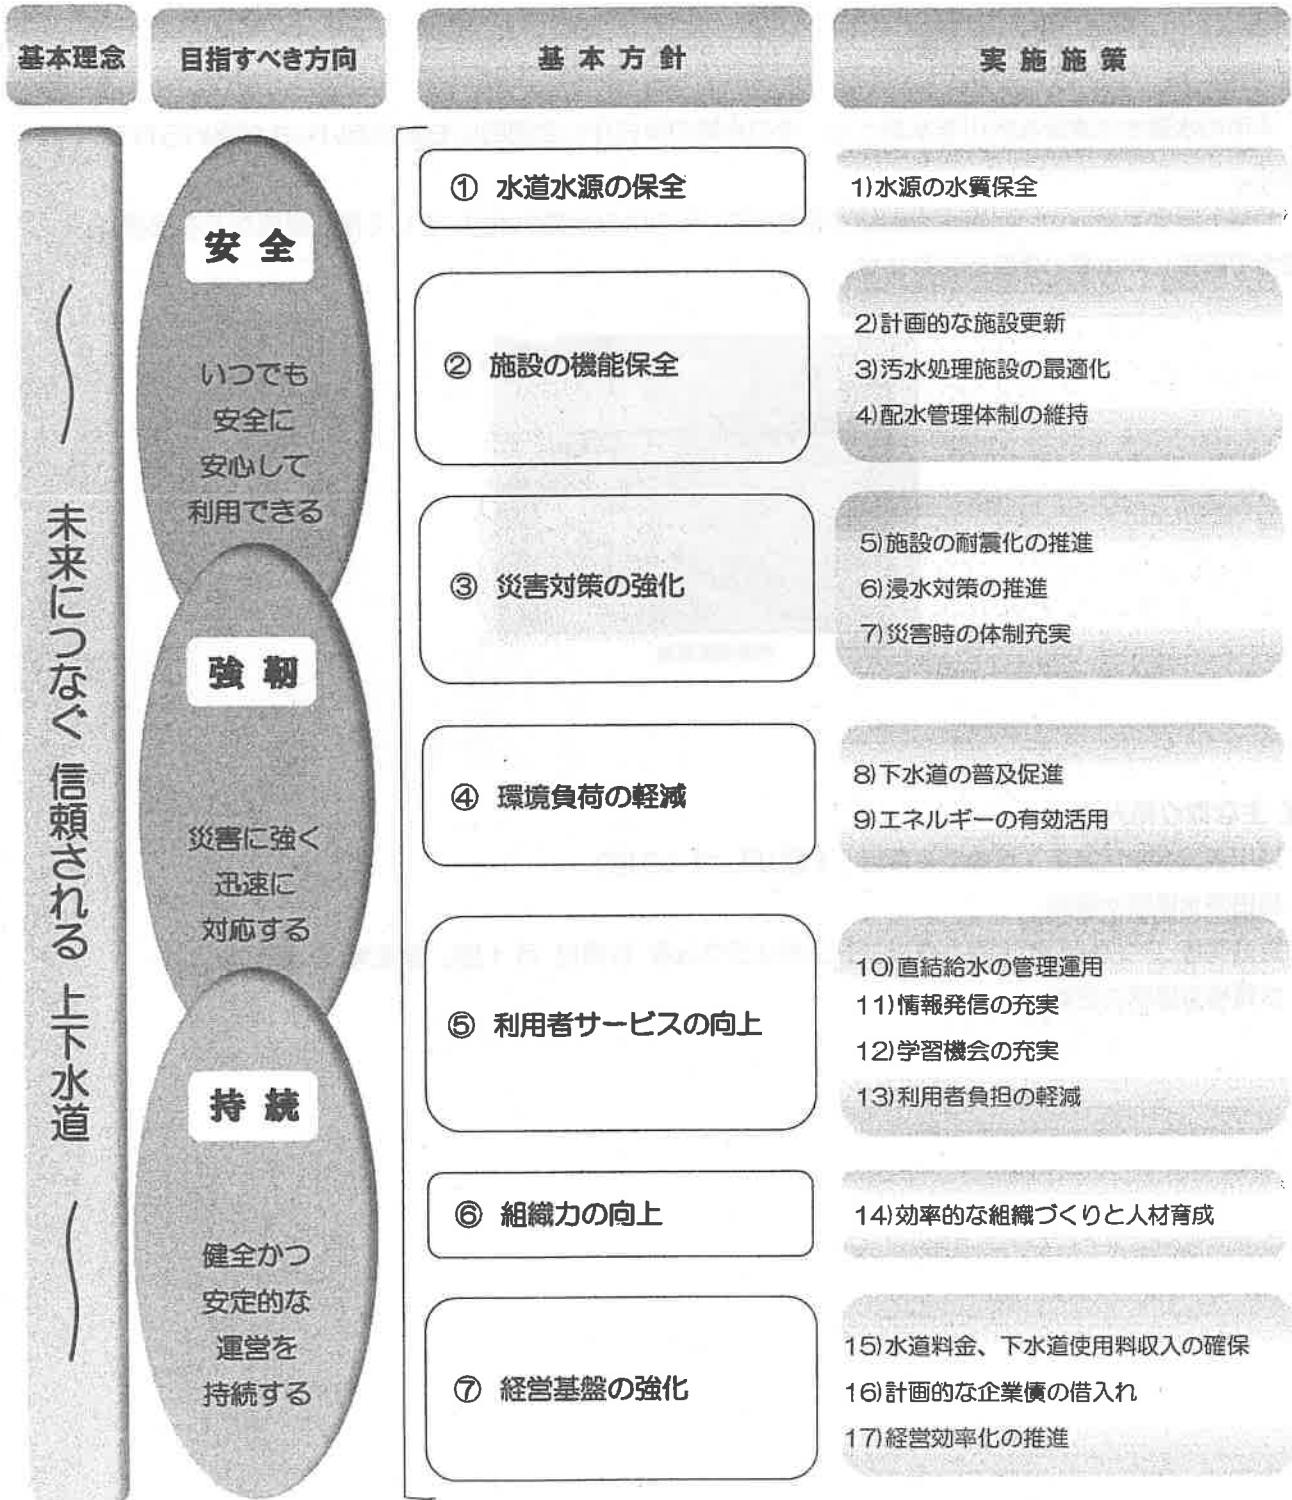 基本理念
目指すべき方向
基本方針
実施施策
～未来につなぐ 信頼される 上下水道～
安全
いつでも
安全に
安心して
利用できる
強靭
災害に強く
迅速に
対応する
持続
健全かつ
安定的な
運営を
持続する
① 水道水源の保全
1)水源の水質保全
② 施設の機能保全
2)計画的な施設更新
3)汚水処理施設の最適化
4)配水管理体制の維持
③ 災害対策の強化
5)施設の耐震化の推進
6)浸水対策の推進
7)災害時の体制充実
④ 環境負荷の軽減
8)下水道の普及促進
9)エネルギーの有効活用
⑤ 利用者サービスの向上
10)直結給水の管理運用
11)情報発信の充実
12)学習機会の充実
13)利用者負担の軽減
⑥ 組織力の向上
14)効率的な組織づくりと人材育成
⑦ 経営基盤の強化
15)水道料金、下水道使用料収入の確保
16)計画的な企業債の借入れ
17)経営効率化の推進